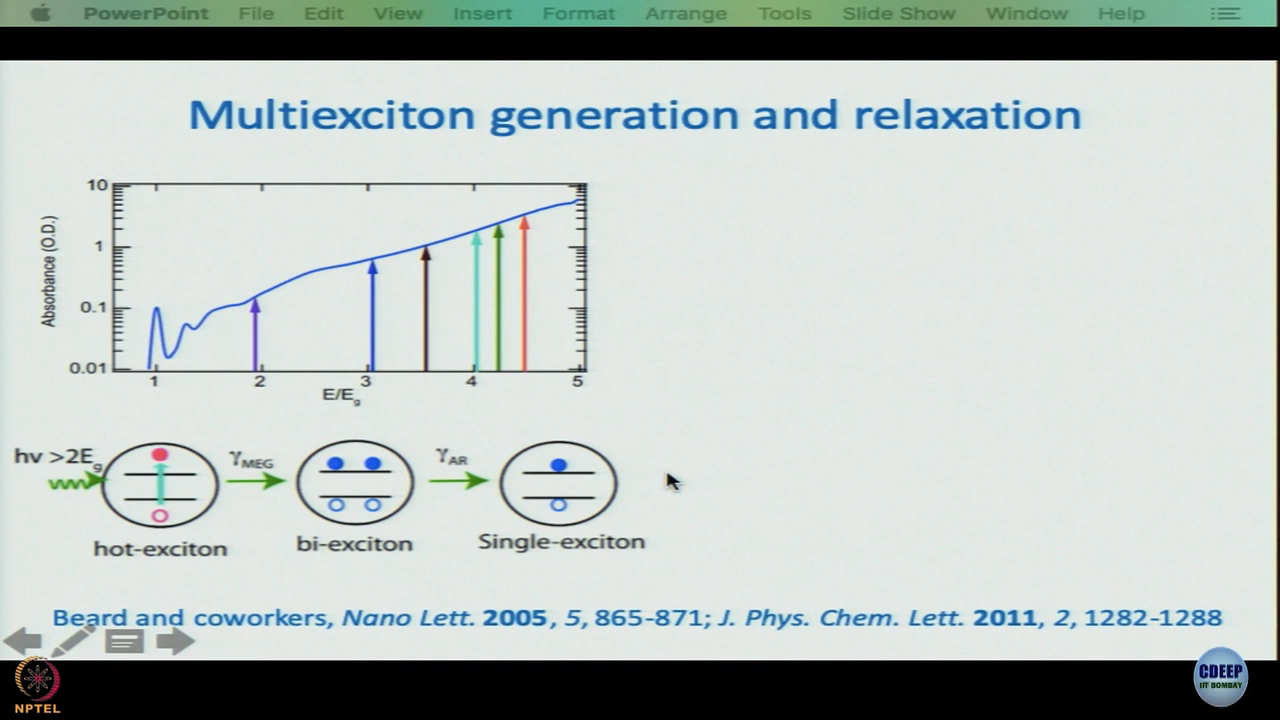 PowerPoint File Edit View Insert Format Arrange Tools Slide Show Window Help
Multiexciton generation and relaxation
10
1
0.1
0.01
Absorbance (O.D.)
1 2 3 4 5
E/Eg
hν >2Eg
γMEG
γAR
hot-exciton
bi-exciton
Single-exciton
Beard and coworkers, Nano Lett. 2005, 5, 865-871; J. Phys. Chem. Lett. 2011, 2, 1282-1288
NPTEL
CDEEP
IIT BOMBAY